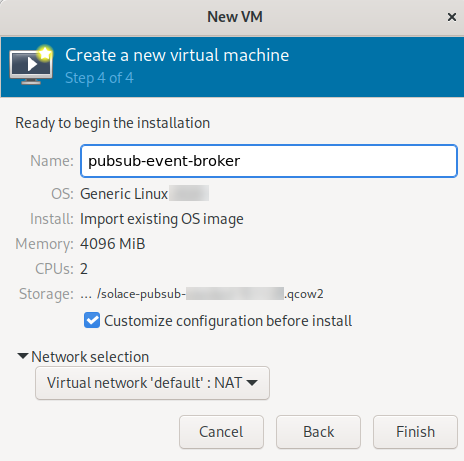 New VM ×
Create a new virtual machine
Step 4 of 4
Ready to begin the installation
Name: pubsub-event-broker
OS: Generic Linux
Install: Import existing OS image
Memory: 4096 MiB
CPUs: 2
Storage: ... /solace-pubsub- .qcow2
Customize configuration before install
Network selection
Virtual network 'default' : NAT
Cancel Back Finish